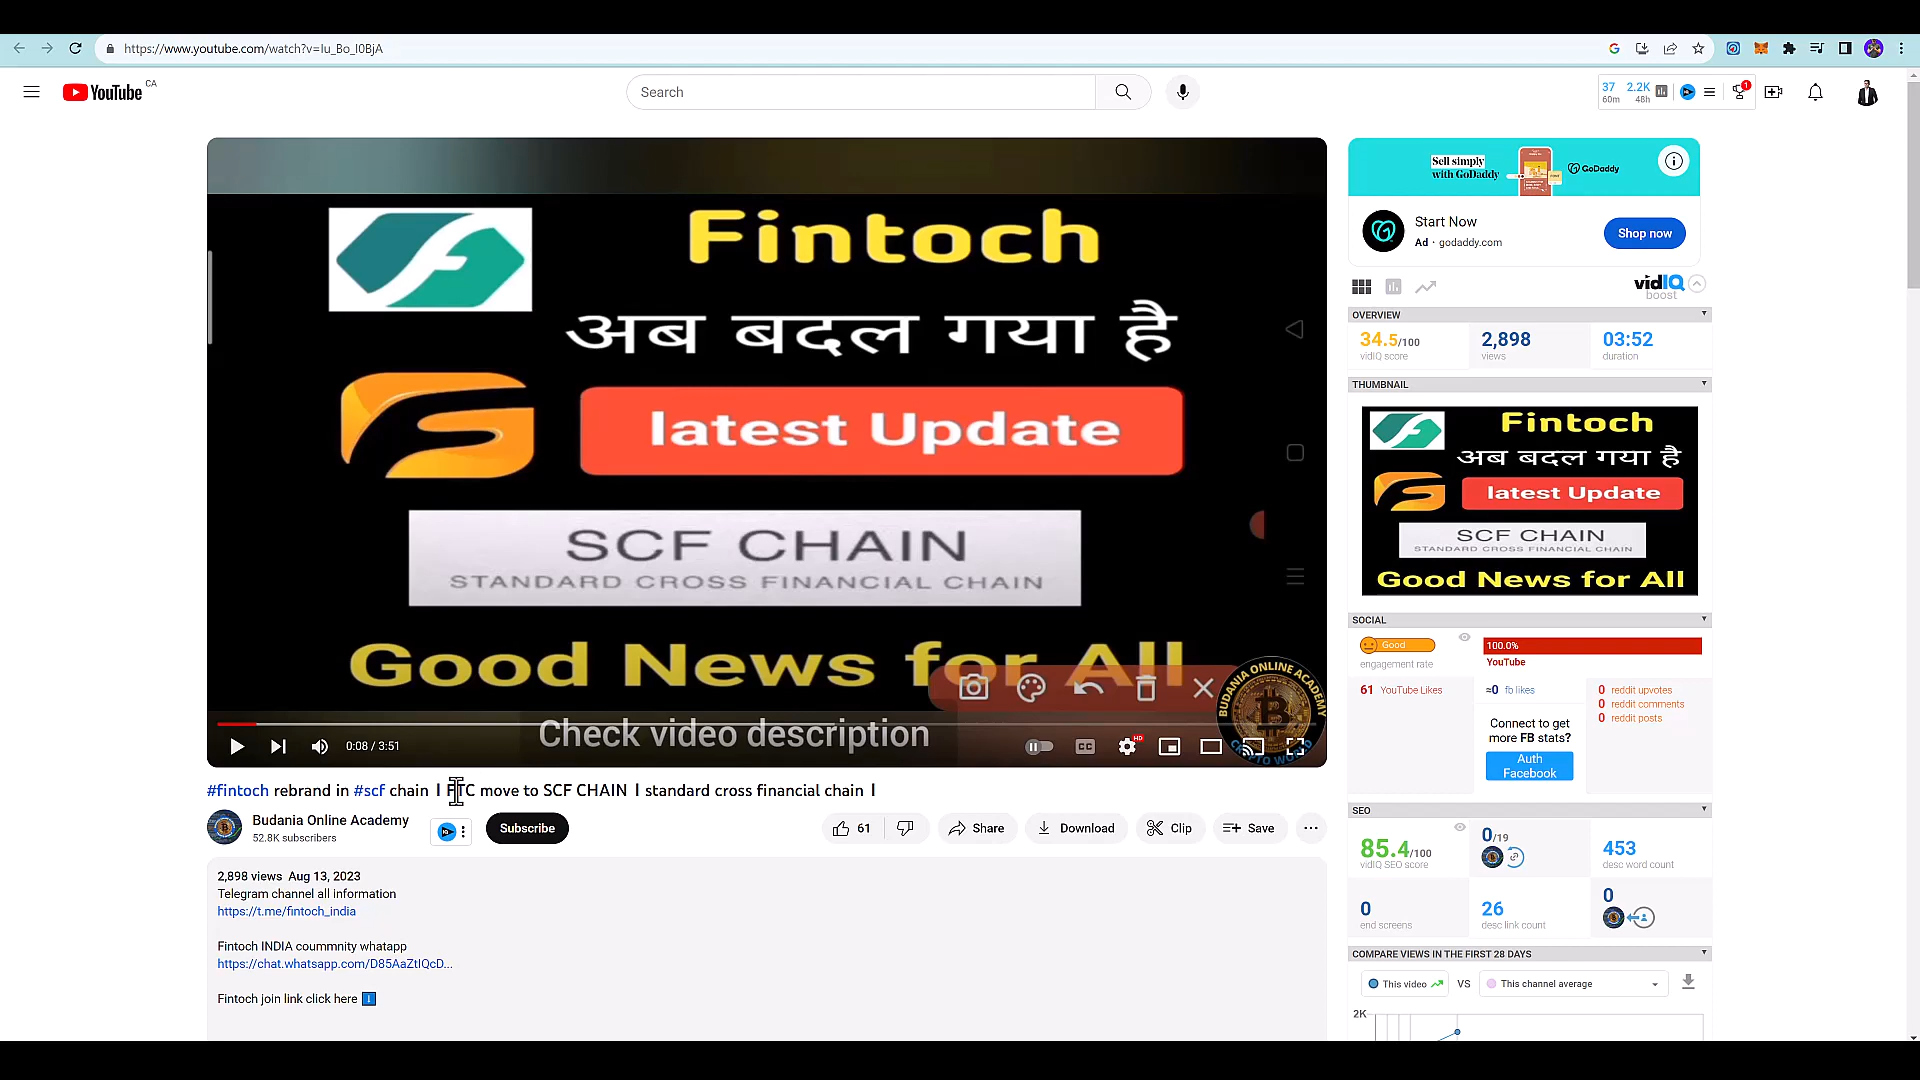 https://www.youtube.com/watch?v=Iu_Bo_I0BjA
YouTube CA
Search
37 60m
2.2K 48h
1
Fintoch
अब बदल गया है
latest Update
SCF CHAIN
STANDARD CROSS FINANCIAL CHAIN
Good News for All
BUDANIA ONLINE ACADEMY
CRYPTO WORLD
Check video description
0:08 / 3:51
CC
HD
#fintoch rebrand in #scf chain I FTC move to SCF CHAIN I standard cross financial chain I
Budania Online Academy
52.8K subscribers
Subscribe
61
Share
Download
Clip
Save
2,898 views Aug 13, 2023
Telegram channel all information
https://t.me/fintoch_india
Fintoch INDIA coummnity whatapp
https://chat.whatsapp.com/D85AaZtIQcD...
Fintoch join link click here
Sell simply
with GoDaddy
GoDaddy
Start Now
Ad · godaddy.com
Shop now
vidIQ
boost
OVERVIEW
34.5/100
vidIQ score
2,898
views
03:52
duration
THUMBNAIL
Fintoch
अब बदल गया है
latest Update
SCF CHAIN
STANDARD CROSS FINANCIAL CHAIN
Good News for All
SOCIAL
Good
engagement rate
100.0%
YouTube
61 YouTube Likes
≈0 fb likes
0 reddit upvotes
0 reddit comments
0 reddit posts
Connect to get
more FB stats?
Auth
Facebook
SEO
85.4/100
vidIQ SEO score
0/19
453
desc word count
0
end screens
26
desc link count
0
COMPARE VIEWS IN THE FIRST 28 DAYS
This video
VS
This channel average
2K